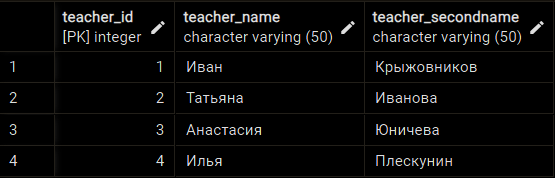 teacher_id teacher_name teacher_secondname
[PK] integer character varying (50) character varying (50)
1 1 Иван Крыжовников
2 2 Татьяна Иванова
3 3 Анастасия Юничева
4 4 Илья Плескунин